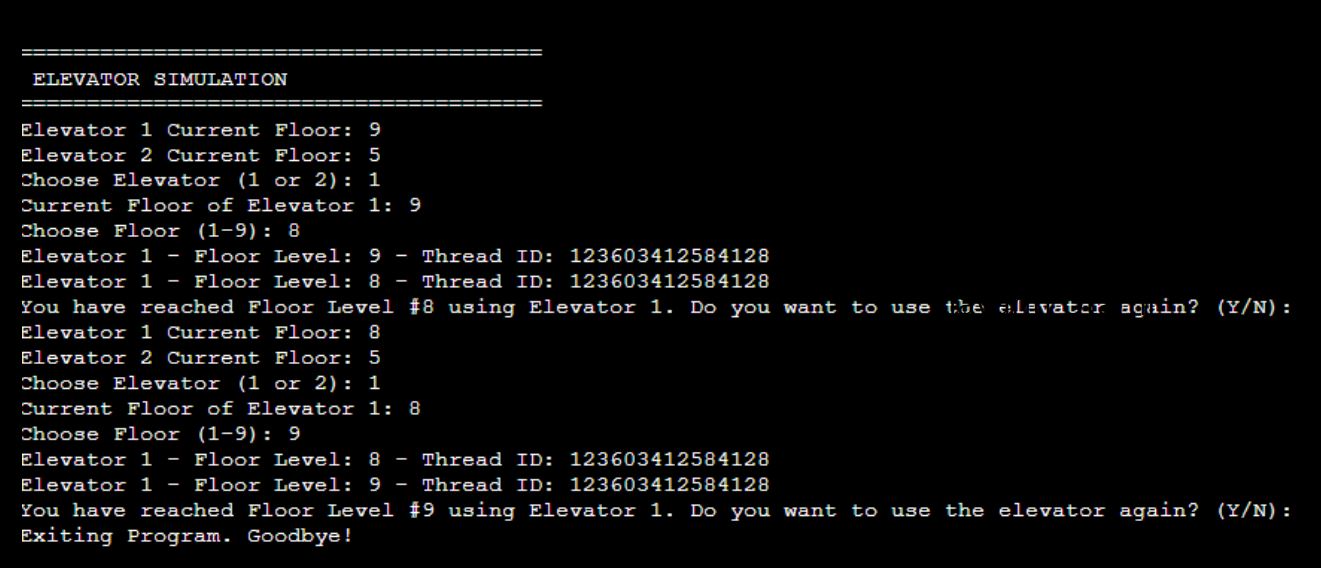 ========================================
ELEVATOR SIMULATION
========================================
Elevator 1 Current Floor: 9
Elevator 2 Current Floor: 5
Choose Elevator (1 or 2): 1
Current Floor of Elevator 1: 9
Choose Floor (1-9): 8
Elevator 1 - Floor Level: 9 - Thread ID: 123603412584128
Elevator 1 - Floor Level: 8 - Thread ID: 123603412584128
You have reached Floor Level #8 using Elevator 1. Do you want to use the elevator again? (Y/N):
Elevator 1 Current Floor: 8
Elevator 2 Current Floor: 5
Choose Elevator (1 or 2): 1
Current Floor of Elevator 1: 8
Choose Floor (1-9): 9
Elevator 1 - Floor Level: 8 - Thread ID: 123603412584128
Elevator 1 - Floor Level: 9 - Thread ID: 123603412584128
You have reached Floor Level #9 using Elevator 1. Do you want to use the elevator again? (Y/N):
Exiting Program. Goodbye!